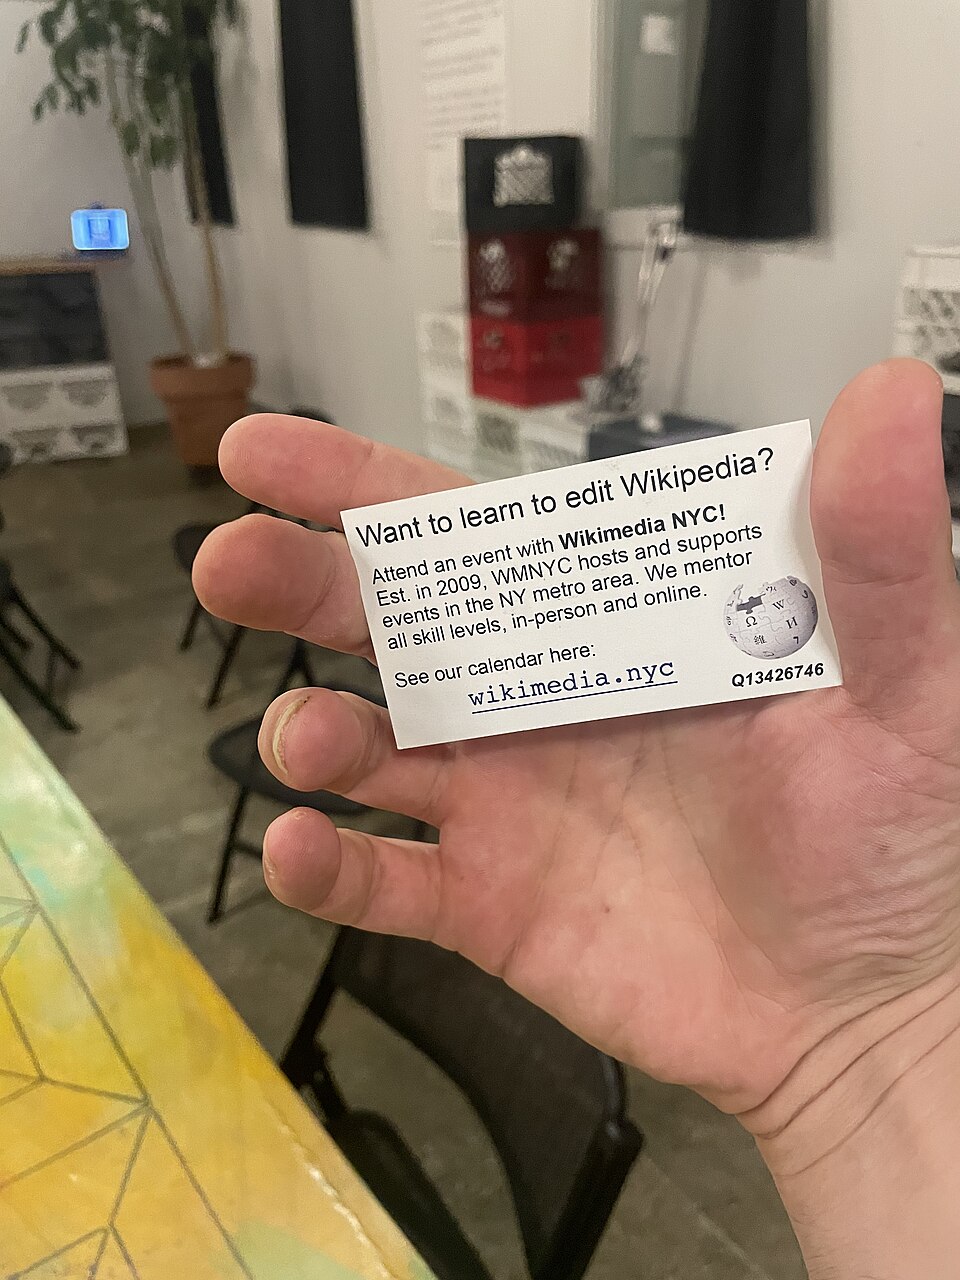 Want to learn to edit Wikipedia?
Attend an event with Wikimedia NYC!
Est. in 2009, WMNYC hosts and supports
events in the NY metro area. We mentor
all skill levels, in-person and online.
See our calendar here:
wikimedia.nyc
Ω W C И 維 7
Q13426746